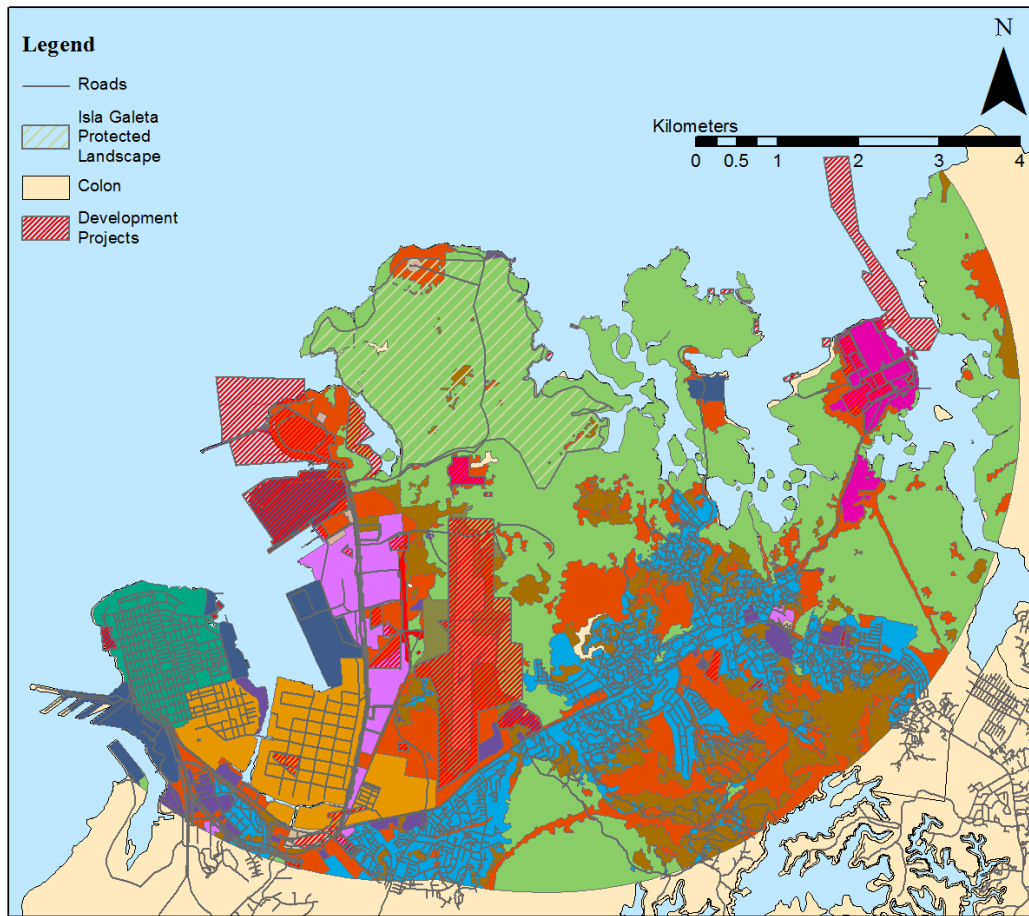 Legend
Roads
Isla Galeta
Protected
Landscape
Colon
Development
Projects
N
Kilometers
0 0.5 1 2 3 4